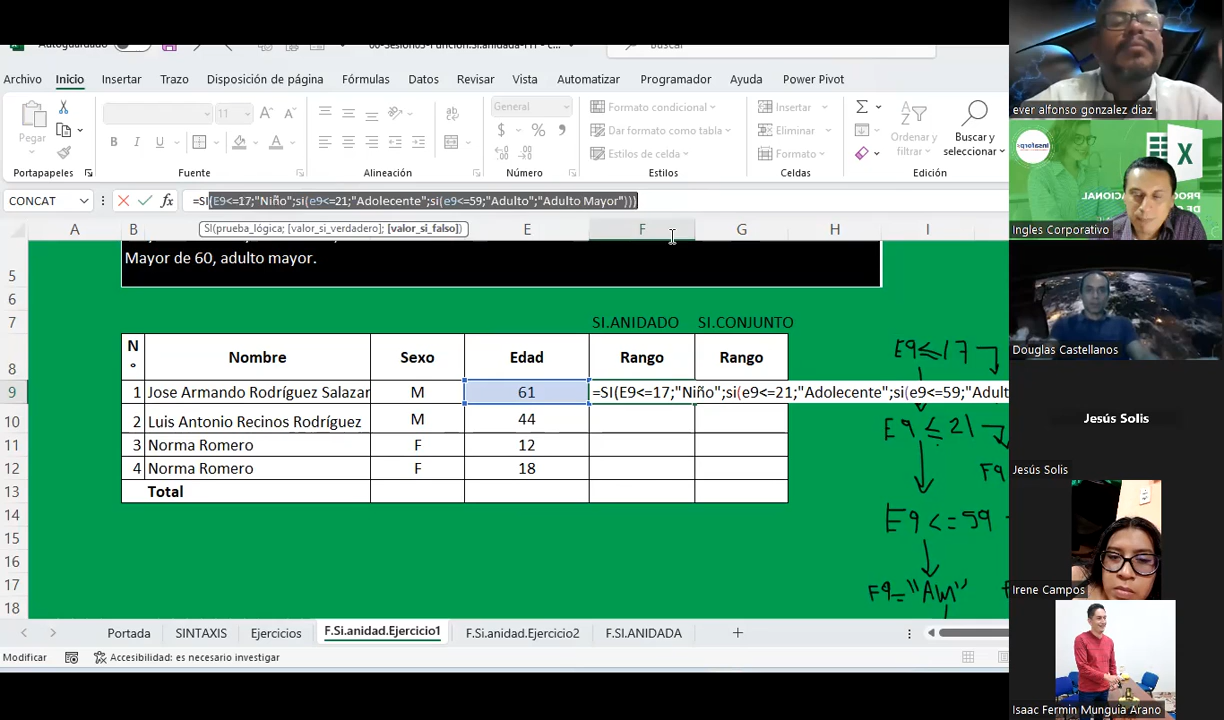 Autoguardado
Buscar
Archivo Inicio Insertar Trazo Disposición de página Fórmulas Datos Revisar Vista Automatizar Programador Ayuda Power Pivot
Pegar
11
N K S
General
$ % 
Formato condicional
Dar formato como tabla
Estilos de celda
Insertar
Eliminar
Formato
Ordenar y filtrar
Buscar y seleccionar
Portapapeles Fuente Alineación Número Estilos Celdas Edición
CONCAT
=SI(E9<=17;"Niño";si(e9<=21;"Adolecente";si(e9<=59;"Adulto";"Adulto Mayor")))
SI(prueba_lógica; [valor_si_verdadero]; [valor_si_falso])
A B E F G H I
5 Mayor de 60, adulto mayor.
6
7 SI.ANIDADO SI.CONJUNTO
8 N° Nombre Sexo Edad Rango Rango
9 1 Jose Armando Rodríguez Salazar M 61 =SI(E9<=17;"Niño";si(e9<=21;"Adolecente";si(e9<=59;"Adult
10 2 Luis Antonio Recinos Rodríguez M 44
11 3 Norma Romero F 12
12 4 Norma Romero F 18
13 Total
14
15
16
17
18
E9<=17
E9<=21
F9
E9<=59
F9="AM"
Portada SINTAXIS Ejercicios F.Si.anidad.Ejercicio1 F.Si.anidad.Ejercicio2 F.SI.ANIDADA
Modificar Accesibilidad: es necesario investigar
ever alfonso gonzalez diaz
Insaforp
Ingles Corporativo
Douglas Castellanos
Jesús Solis
Jesús Solis
Irene Campos
Isaac Fermin Munguia Arano